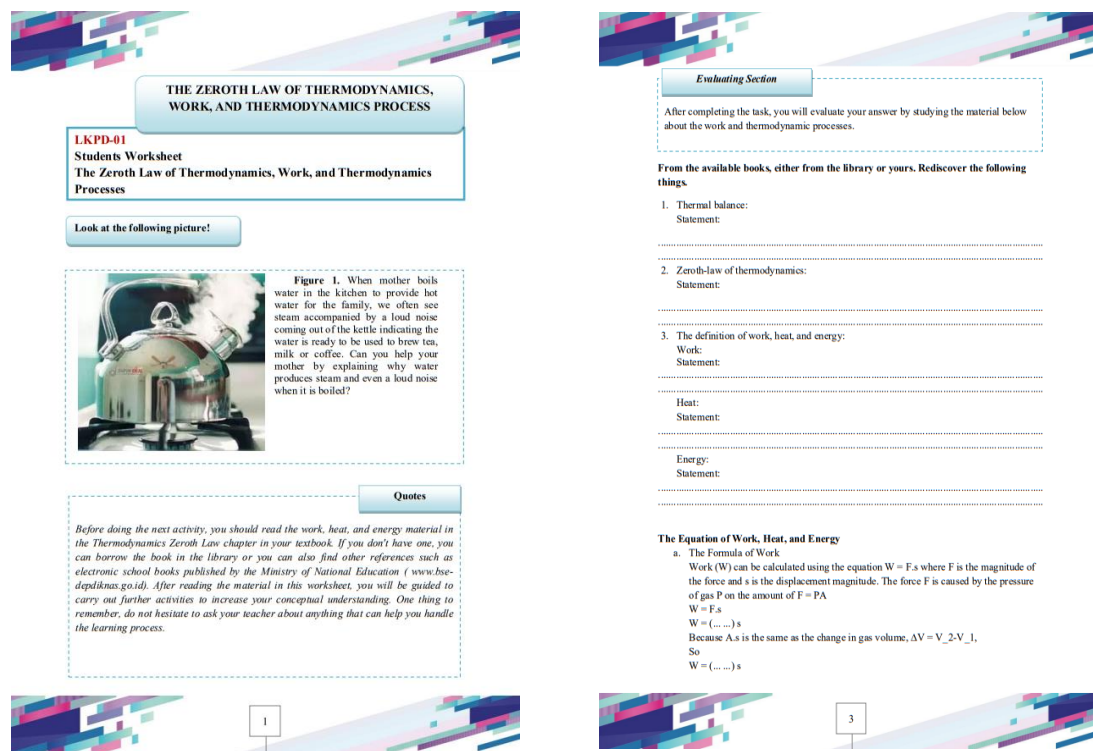 THE ZEROTH LAW OF THERMODYNAMICS,
WORK, AND THERMODYNAMICS PROCESS
LKPD-01
Students Worksheet
The Zeroth Law of Thermodynamics, Work, and Thermodynamics
Processes
Look at the following picture!
Figure 1. When mother boils
water in the kitchen to provide hot
water for the family, we often see
steam accompanied by a loud noise
coming out of the kettle indicating the
water is ready to be used to brew tea,
milk or coffee. Can you help your
mother by explaining why water
produces steam and even a loud noise
when it is boiled?
Quotes
Before doing the next activity, you should read the work, heat, and energy material in
the Thermodynamics Zeroth Law chapter in your textbook. If you don't have one, you
can borrow the book in the library or you can also find other references such as
electronic school books published by the Ministry of National Education ( www.bse-
depdiknas.go.id). After reading the material in this worksheet, you will be guided to
carry out further activities to increase your conceptual understanding. One thing to
remember, do not hesitate to ask your teacher about anything that can help you handle
the learning process.
1
Evaluating Section
After completing the task, you will evaluate your answer by studying the material below
about the work and thermodynamic processes.
From the available books, either from the library or yours. Rediscover the following
things.
1. Thermal balance:
Statement:
2. Zeroth-law of thermodynamics:
Statement:
3. The definition of work, heat, and energy:
Work:
Statement:
Heat:
Statement:
Energy:
Statement:
The Equation of Work, Heat, and Energy
a. The Formula of Work
Work (W) can be calculated using the equation W = F.s where F is the magnitude of
the force and s is the displacement magnitude. The force F is caused by the pressure
of gas P on the amount of F = PA
W = F.s
W = (... ...) s
Because A.s is the same as the change in gas volume, ΔV = V_2-V_1,
So
W = (... ...) s
3